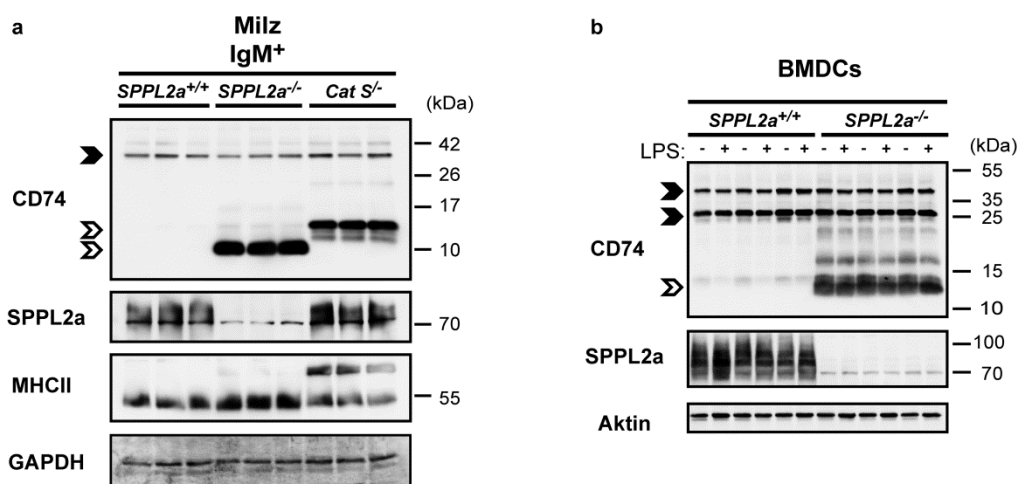 a
Milz
IgM+
SPPL2a+/+ SPPL2a-/- Cat S-/-
(kDa)
CD74
42
26
17
10
SPPL2a
70
MHCII
55
GAPDH
b
BMDCs
SPPL2a+/+ SPPL2a-/-
LPS: - + - + - + - + - + - + (kDa)
CD74
55
35
25
15
10
SPPL2a
100
70
Aktin